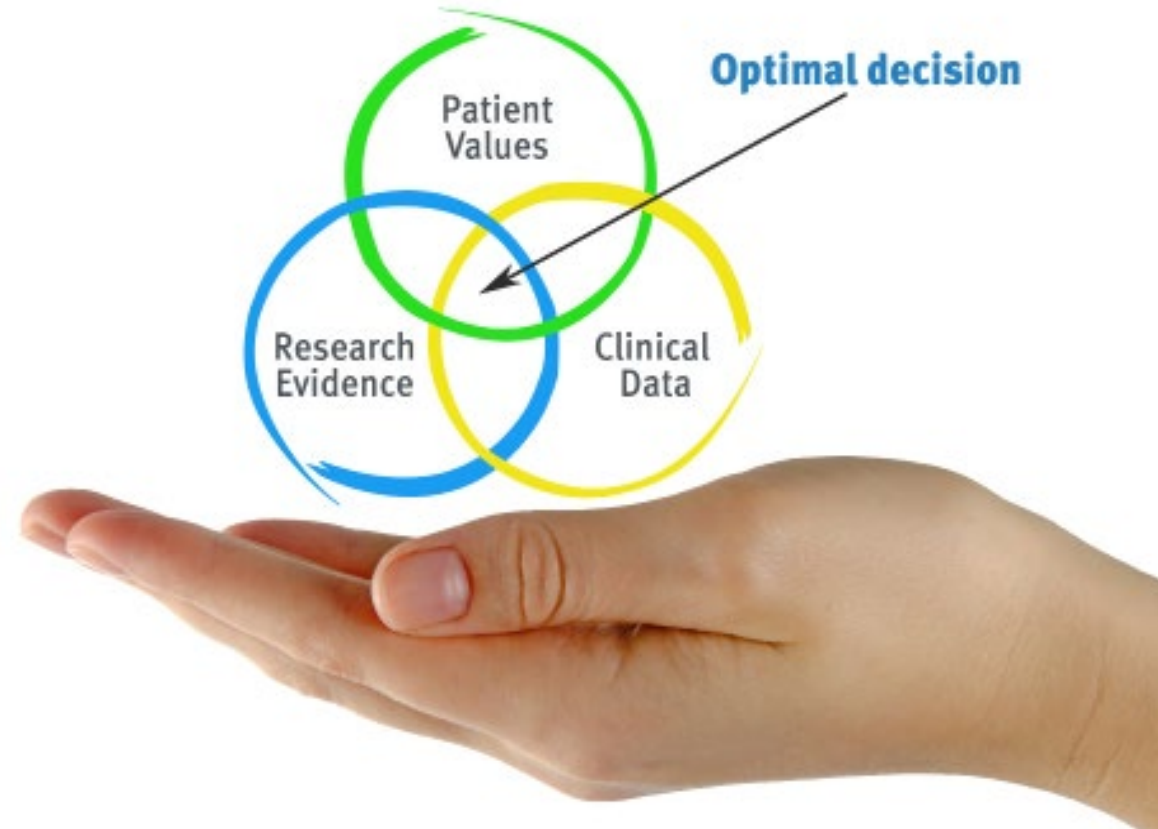 Optimal decision
Patient
Values
Research
Evidence
Clinical
Data